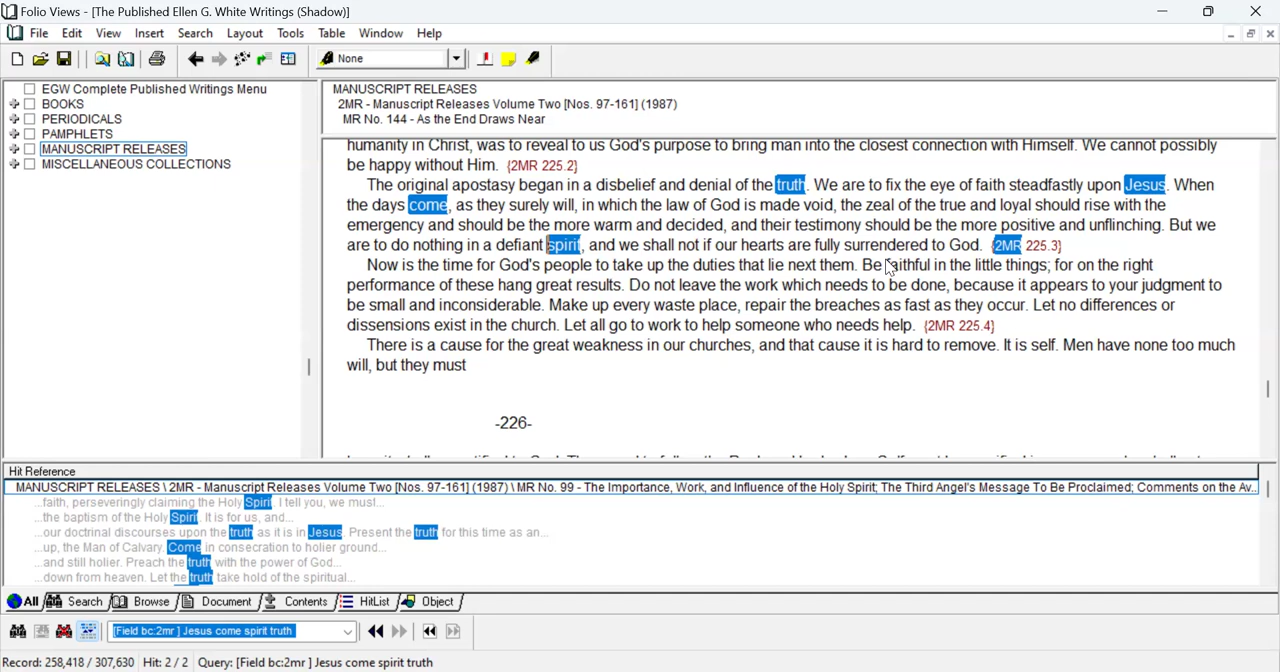 Folio Views - [The Published Ellen G. White Writings (Shadow)]
File Edit View Insert Search Layout Tools Table Window Help
None
EGW Complete Published Writings Menu
BOOKS
PERIODICALS
PAMPHLETS
MANUSCRIPT RELEASES
MISCELLANEOUS COLLECTIONS
MANUSCRIPT RELEASES
2MR - Manuscript Releases Volume Two [Nos. 97-161] (1987)
MR No. 144 - As the End Draws Near
humanity in Christ, was to reveal to us God's purpose to bring man into the closest connection with Himself. We cannot possibly
be happy without Him. {2MR 225.2}
The original apostasy began in a disbelief and denial of the truth. We are to fix the eye of faith steadfastly upon Jesus. When
the days come, as they surely will, in which the law of God is made void, the zeal of the true and loyal should rise with the
emergency and should be the more warm and decided, and their testimony should be the more positive and unflinching. But we
are to do nothing in a defiant spirit, and we shall not if our hearts are fully surrendered to God. {2MR 225.3}
Now is the time for God's people to take up the duties that lie next them. Be faithful in the little things; for on the right
performance of these hang great results. Do not leave the work which needs to be done, because it appears to your judgment to
be small and inconsiderable. Make up every waste place, repair the breaches as fast as they occur. Let no differences or
dissensions exist in the church. Let all go to work to help someone who needs help. {2MR 225.4}
There is a cause for the great weakness in our churches, and that cause it is hard to remove. It is self. Men have none too much
will, but they must
-226-
Hit Reference
MANUSCRIPT RELEASES \ 2MR - Manuscript Releases Volume Two [Nos. 97-161] (1987) \ MR No. 99 - The Importance, Work, and Influence of the Holy Spirit; The Third Angel's Message To Be Proclaimed; Comments on the Av...
...faith, perseveringly claiming the Holy Spirit. I tell you, we must...
...the baptism of the Holy Spirit. It is for us, and...
...our doctrinal discourses upon the truth as it is in Jesus. Present the truth for this time as an...
...up, the Man of Calvary. Come in consecration to holier ground...
...and still holier. Preach the truth with the power of God...
...down from heaven. Let the truth take hold of the spiritual...
All Search Browse Document Contents HitList Object
[Field bc:2mr ] Jesus come spirit truth
Record: 258,418 / 307,630 Hit: 2 / 2 Query: [Field bc:2mr ] Jesus come spirit truth